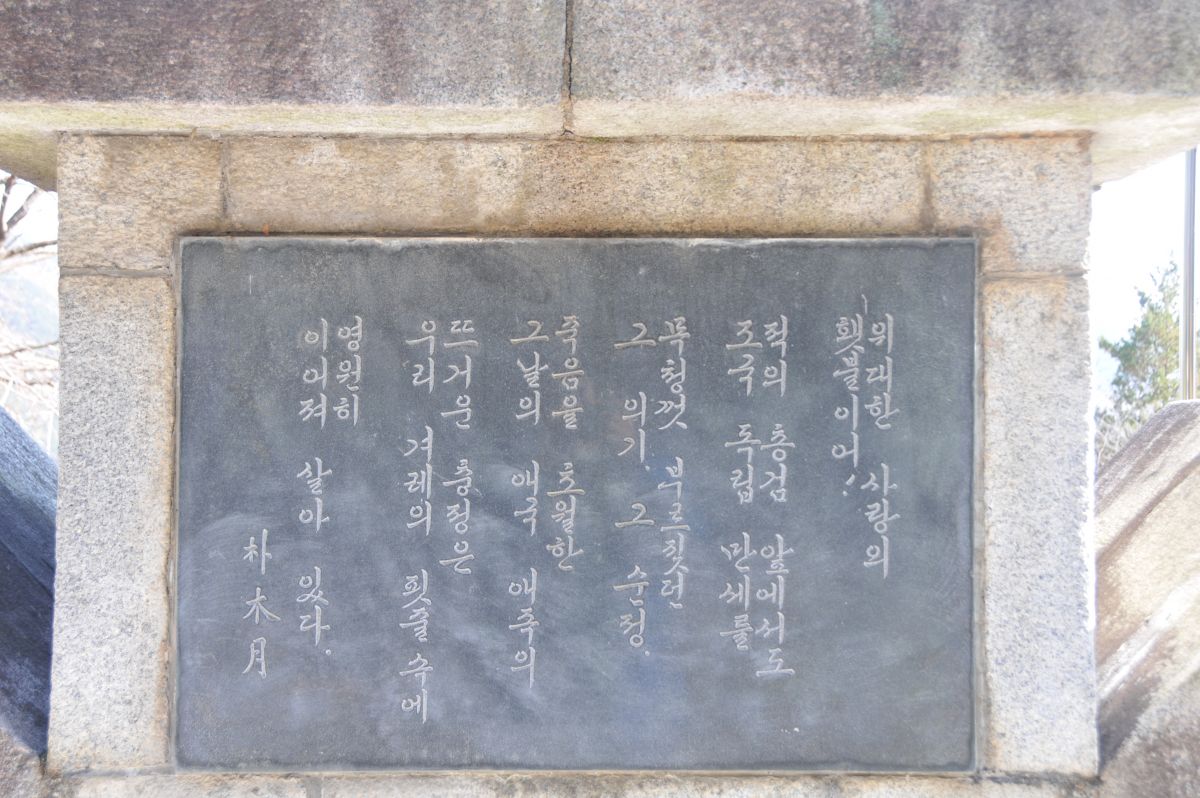 위대한 사랑의
횃불이어!
적의 총검 앞에서도
조국 독립 만세를
목청껏 부르짖던
그 의기. 그 순정.
죽음을 초월한
그날의 애국 애족의
뜨거운 충정은
우리 겨레의 핏줄 속에
영원히
이어져 살아 있다.
朴木月